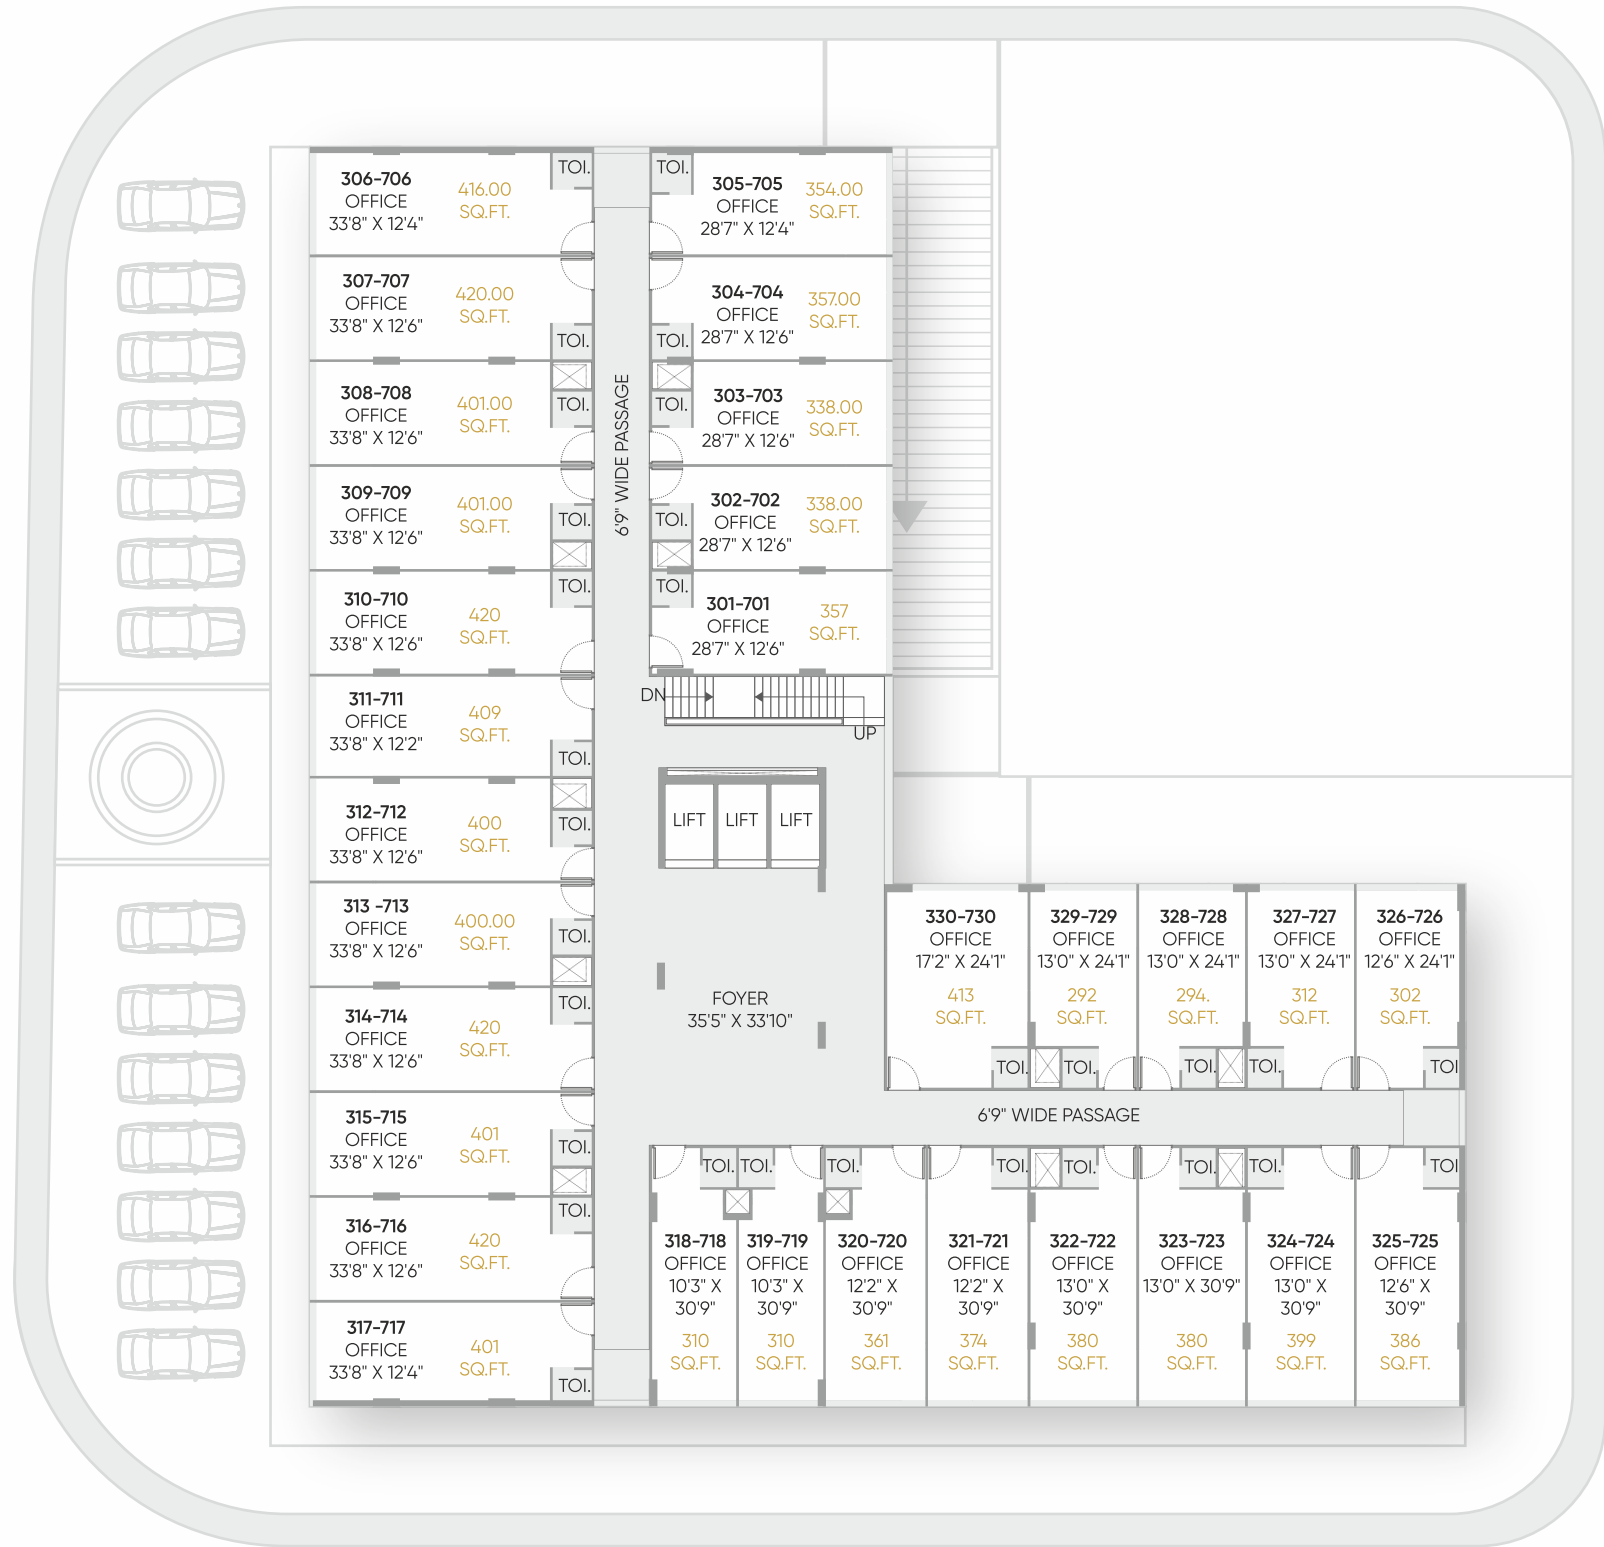 306-706
OFFICE
33'8" X 12'4"
416.00
SQ.FT.
TOI.
307-707
OFFICE
33'8" X 12'6"
420.00
SQ.FT.
TOI.
308-708
OFFICE
33'8" X 12'6"
401.00
SQ.FT.
TOI.
309-709
OFFICE
33'8" X 12'6"
401.00
SQ.FT.
TOI.
310-710
OFFICE
33'8" X 12'6"
420
SQ.FT.
TOI.
311-711
OFFICE
33'8" X 12'2"
409
SQ.FT.
TOI.
312-712
OFFICE
33'8" X 12'6"
400
SQ.FT.
TOI.
313 -713
OFFICE
33'8" X 12'6"
400.00
SQ.FT.
TOI.
314-714
OFFICE
33'8" X 12'6"
420
SQ.FT.
TOI.
315-715
OFFICE
33'8" X 12'6"
401
SQ.FT.
TOI.
316-716
OFFICE
33'8" X 12'6"
420
SQ.FT.
TOI.
317-717
OFFICE
33'8" X 12'4"
401
SQ.FT.
TOI.
6'9" WIDE PASSAGE
TOI.
305-705
OFFICE
28'7" X 12'4"
354.00
SQ.FT.
304-704
OFFICE
28'7" X 12'6"
357.00
SQ.FT.
TOI.
TOI.
303-703
OFFICE
28'7" X 12'6"
338.00
SQ.FT.
302-702
OFFICE
28'7" X 12'6"
338.00
SQ.FT.
TOI.
TOI.
301-701
OFFICE
28'7" X 12'6"
357
SQ.FT.
DN
UP
LIFT
LIFT
LIFT
FOYER
35'5" X 33'10"
330-730
OFFICE
17'2" X 24'1"
413
SQ.FT.
TOI.
329-729
OFFICE
13'0" X 24'1"
292
SQ.FT.
TOI.
328-728
OFFICE
13'0" X 24'1"
294.
SQ.FT.
TOI.
327-727
OFFICE
13'0" X 24'1"
312
SQ.FT.
TOI.
326-726
OFFICE
12'6" X 24'1"
302
SQ.FT.
TOI
6'9" WIDE PASSAGE
TOI.
318-718
OFFICE
10'3" X
30'9"
310
SQ.FT.
TOI.
319-719
OFFICE
10'3" X
30'9"
310
SQ.FT.
TOI.
320-720
OFFICE
12'2" X
30'9"
361
SQ.FT.
TOI.
321-721
OFFICE
12'2" X
30'9"
374
SQ.FT.
TOI.
322-722
OFFICE
13'0" X
30'9"
380
SQ.FT.
TOI.
323-723
OFFICE
13'0" X 30'9"
380
SQ.FT.
TOI.
324-724
OFFICE
13'0" X
30'9"
399
SQ.FT.
TOI
325-725
OFFICE
12'6" X
30'9"
386
SQ.FT.